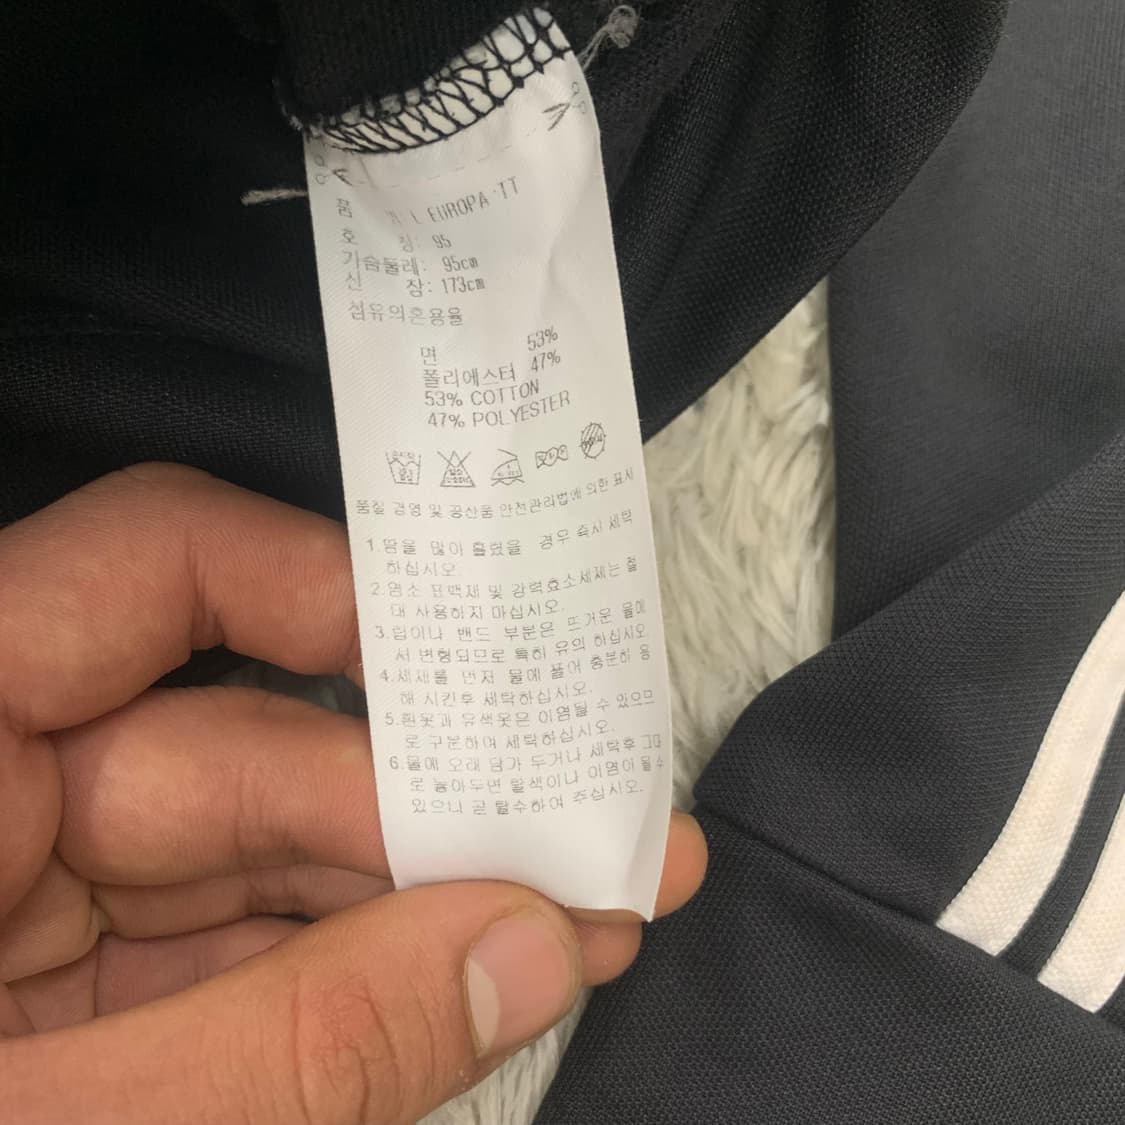 품 EUROPA TT
호 칭: 95
가슴둘레: 95cm
신 장: 173cm
섬유의혼용율
면 53%
폴리에스터 47%
53% COTTON
47% POLYESTER
품질 경영 및 공산품 안전관리법에 의한 표시
1.땀을 많이 흘렸을 경우 즉시 세탁
하십시오.
2.염소 표백제 및 강력효소세제는 절
대 사용하지 마십시오.
3.립이나 밴드 부분은 뜨거운 물에
서 변형되므로 특히 유의 하십시오.
4.세제를 먼저 물에 풀어 충분히 용
해 시킨후 세탁하십시오.
5.흰옷과 유색옷은 이염될 수 있으므
로 구분하여 세탁하십시오.
6.물에 오래 담가 두거나 세탁후 그대
로 놓아두면 탈색이나 이염이 될수
있으니 곧 탈수하여 주십시오.